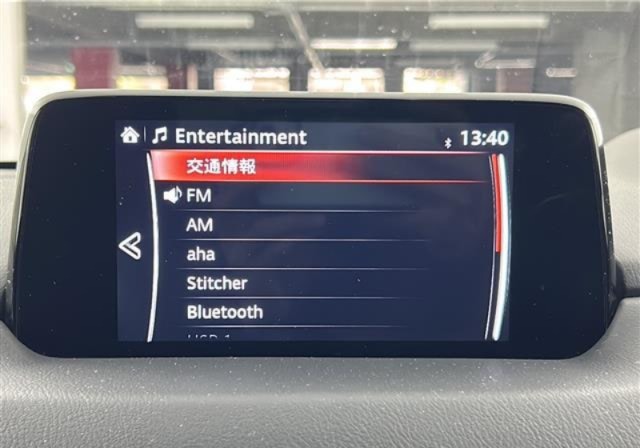 Entertainment 13:40
交通情報
FM
AM
aha
Stitcher
Bluetooth